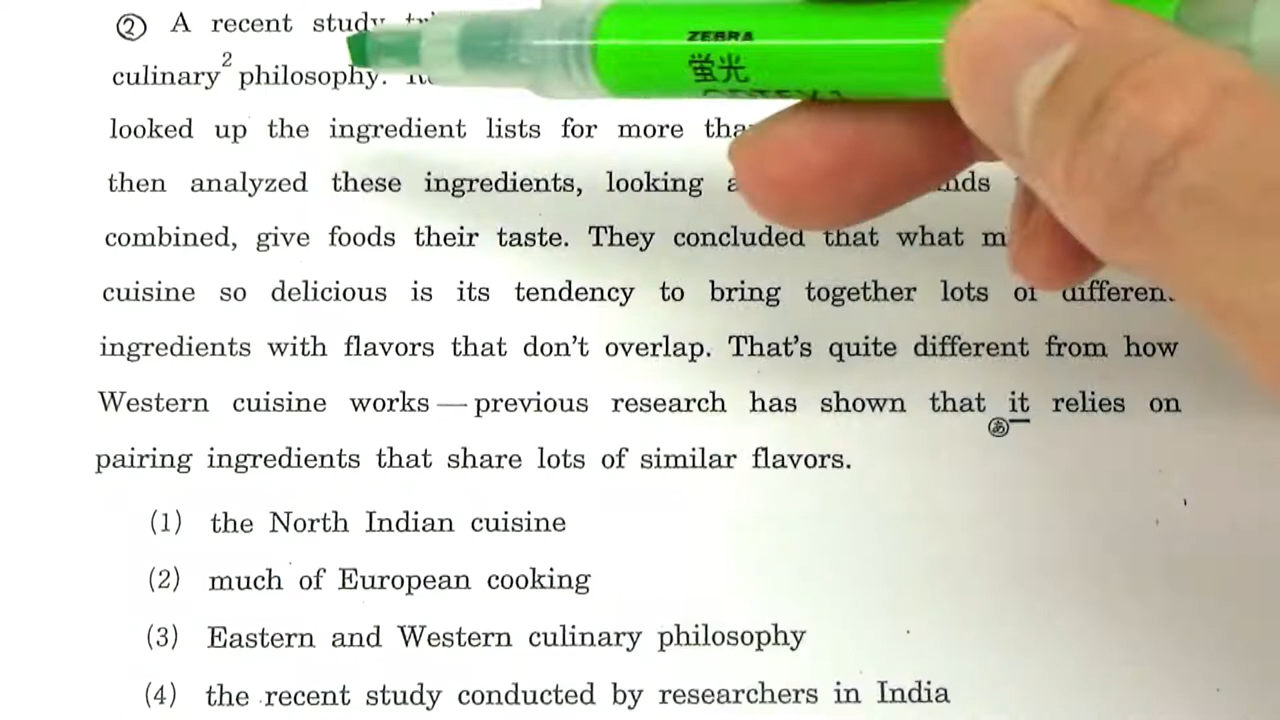 ② A recent study
culinary² philosophy.
looked up the ingredient lists for more
then analyzed these ingredients, looking
combined, give foods their taste. They concluded that what
cuisine so delicious is its tendency to bring together lots of different
ingredients with flavors that don't overlap. That's quite different from how
Western cuisine works — previous research has shown that it relies on
あ
pairing ingredients that share lots of similar flavors.
(1) the North Indian cuisine
(2) much of European cooking
(3) Eastern and Western culinary philosophy
(4) the recent study conducted by researchers in India
ZEBRA
蛍光